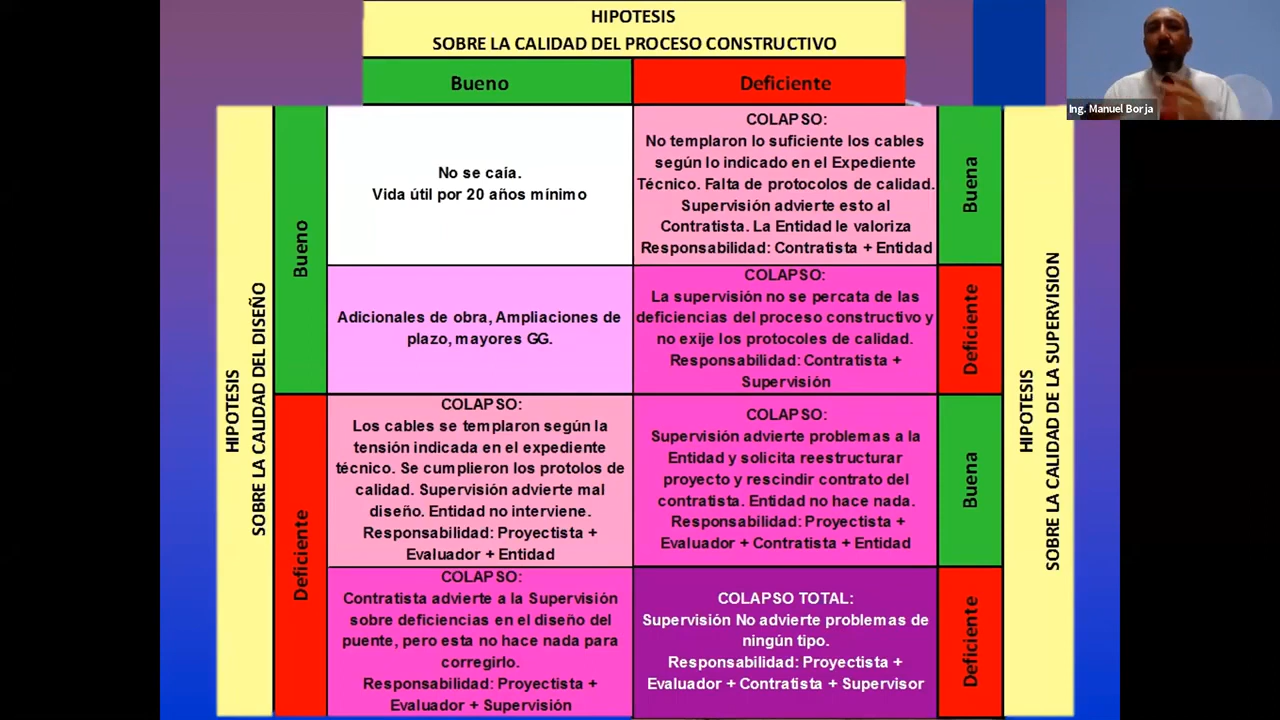 HIPOTESIS
SOBRE LA CALIDAD DEL PROCESO CONSTRUCTIVO
Ing. Manuel Borja
Bueno
Deficiente
HIPOTESIS
SOBRE LA CALIDAD DEL DISEÑO
Bueno
No se caía.
Vida útil por 20 años mínimo
COLAPSO:
No templaron lo suficiente los cables
según lo indicado en el Expediente
Técnico. Falta de protocolos de calidad.
Supervisión advierte esto al
Contratista. La Entidad le valoriza
Responsabilidad: Contratista + Entidad
Buena
Adicionales de obra, Ampliaciones de
plazo, mayores GG.
COLAPSO:
La supervisión no se percata de las
deficiencias del proceso constructivo y
no exije los protocoles de calidad.
Responsabilidad: Contratista +
Supervisión
Deficiente
Deficiente
COLAPSO:
Los cables se templaron según la
tensión indicada en el expediente
técnico. Se cumplieron los protolos de
calidad. Supervisión advierte mal
diseño. Entidad no interviene.
Responsabilidad: Proyectista +
Evaluador + Entidad
COLAPSO:
Supervisión advierte problemas a la
Entidad y solicita reestructurar
proyecto y rescindir contrato del
contratista. Entidad no hace nada.
Responsabilidad: Proyectista +
Evaluador + Contratista + Entidad
Buena
COLAPSO:
Contratista advierte a la Supervisión
sobre deficiencias en el diseño del
puente, pero esta no hace nada para
corregirlo.
Responsabilidad: Proyectista +
Evaluador + Supervisión
COLAPSO TOTAL:
Supervisión No advierte problemas de
ningún tipo.
Responsabilidad: Proyectista +
Evaluador + Contratista + Supervisor
Deficiente
HIPOTESIS
SOBRE LA CALIDAD DE LA SUPERVISION